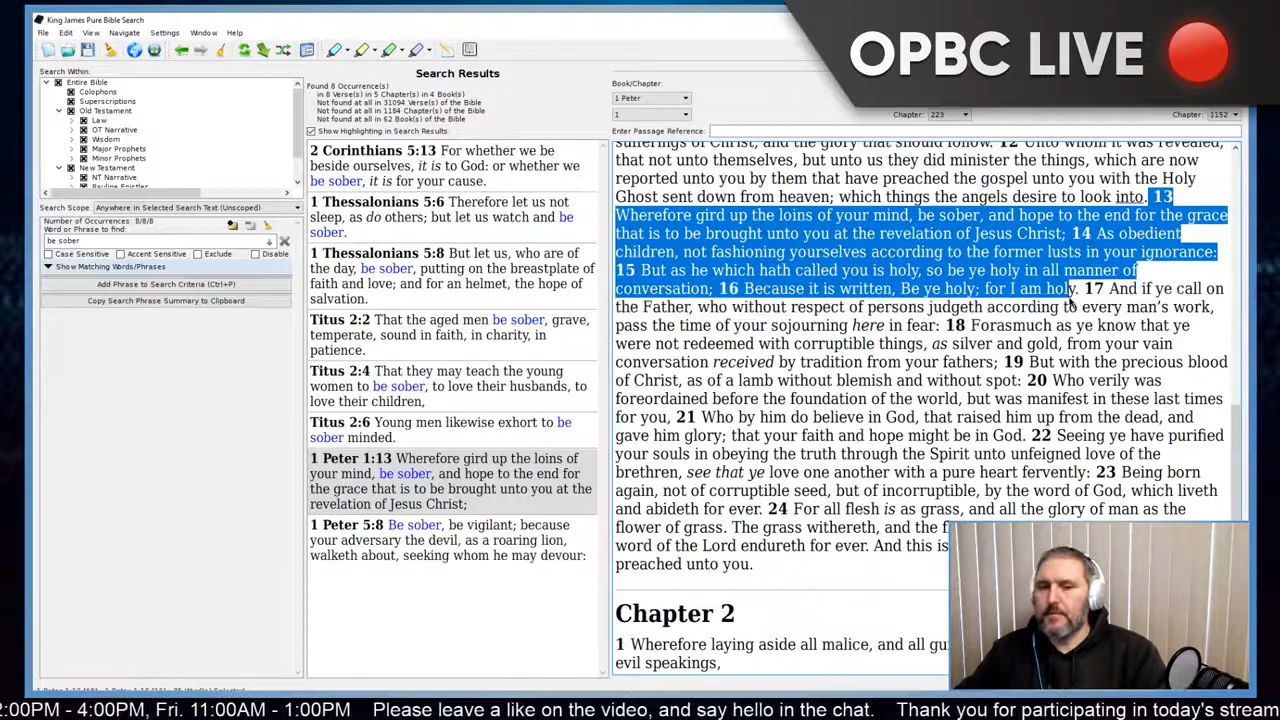 King James Pure Bible Search
OPBC LIVE
File Edit View Navigate Settings Window Help
Search Within:
Entire Bible
Colophons
Superscriptions
Old Testament
Law
OT Narrative
Wisdom
Major Prophets
Minor Prophets
New Testament
NT Narrative
Pauline Epistler
Search Scope: Anywhere in Selected Search Text (Unscoped)
Number of Occurrences: 8/8/8
Word or Phrase to find:
be sober
Case Sensitive Accent Sensitive Exclude Disable
Show Matching Words/Phrases
Add Phrase to Search Criteria (Ctrl+P)
Copy Search Phrase Summary to Clipboard
Search Results
Found 8 Occurrence(s)
in 8 Verse(s) in 5 Chapter(s) in 4 Book(s)
Not found at all in 31094 Verse(s) of the Bible
Not found at all in 1184 Chapter(s) of the Bible
Not found at all in 62 Book(s) of the Bible
Show Highlighting in Search Results
2 Corinthians 5:13 For whether we be
beside ourselves, it is to God: or whether we
be sober, it is for your cause.
1 Thessalonians 5:6 Therefore let us not
sleep, as do others; but let us watch and be
sober.
1 Thessalonians 5:8 But let us, who are of
the day, be sober, putting on the breastplate of
faith and love; and for an helmet, the hope of
salvation.
Titus 2:2 That the aged men be sober, grave,
temperate, sound in faith, in charity, in
patience.
Titus 2:4 That they may teach the young
women to be sober, to love their husbands, to
love their children,
Titus 2:6 Young men likewise exhort to be
sober minded.
1 Peter 1:13 Wherefore gird up the loins of
your mind, be sober, and hope to the end for
the grace that is to be brought unto you at the
revelation of Jesus Christ;
1 Peter 5:8 Be sober, be vigilant; because
your adversary the devil, as a roaring lion,
walketh about, seeking whom he may devour:
Book/Chapter:
1 Peter
1
Chapter: 223
Chapter: 1152
Enter Passage Reference:
sufferings of Christ, and the glory that should follow. 12 Unto whom it was revealed,
that not unto themselves, but unto us they did minister the things, which are now
reported unto you by them that have preached the gospel unto you with the Holy
Ghost sent down from heaven; which things the angels desire to look into. 13
Wherefore gird up the loins of your mind, be sober, and hope to the end for the grace
that is to be brought unto you at the revelation of Jesus Christ; 14 As obedient
children, not fashioning yourselves according to the former lusts in your ignorance:
15 But as he which hath called you is holy, so be ye holy in all manner of
conversation; 16 Because it is written, Be ye holy; for I am holy. 17 And if ye call on
the Father, who without respect of persons judgeth according to every man’s work,
pass the time of your sojourning here in fear: 18 Forasmuch as ye know that ye
were not redeemed with corruptible things, as silver and gold, from your vain
conversation received by tradition from your fathers; 19 But with the precious blood
of Christ, as of a lamb without blemish and without spot: 20 Who verily was
foreordained before the foundation of the world, but was manifest in these last times
for you, 21 Who by him do believe in God, that raised him up from the dead, and
gave him glory; that your faith and hope might be in God. 22 Seeing ye have purified
your souls in obeying the truth through the Spirit unto unfeigned love of the
brethren, see that ye love one another with a pure heart fervently: 23 Being born
again, not of corruptible seed, but of incorruptible, by the word of God, which liveth
and abideth for ever. 24 For all flesh is as grass, and all the glory of man as the
flower of grass. The grass withereth, and the f
word of the Lord endureth for ever. And this is
preached unto you.
Chapter 2
1 Wherefore laying aside all malice, and all gu
evil speakings,
2:00PM - 4:00PM, Fri. 11:00AM - 1:00PM Please leave a like on the video, and say hello in the chat. Thank you for participating in today's stream